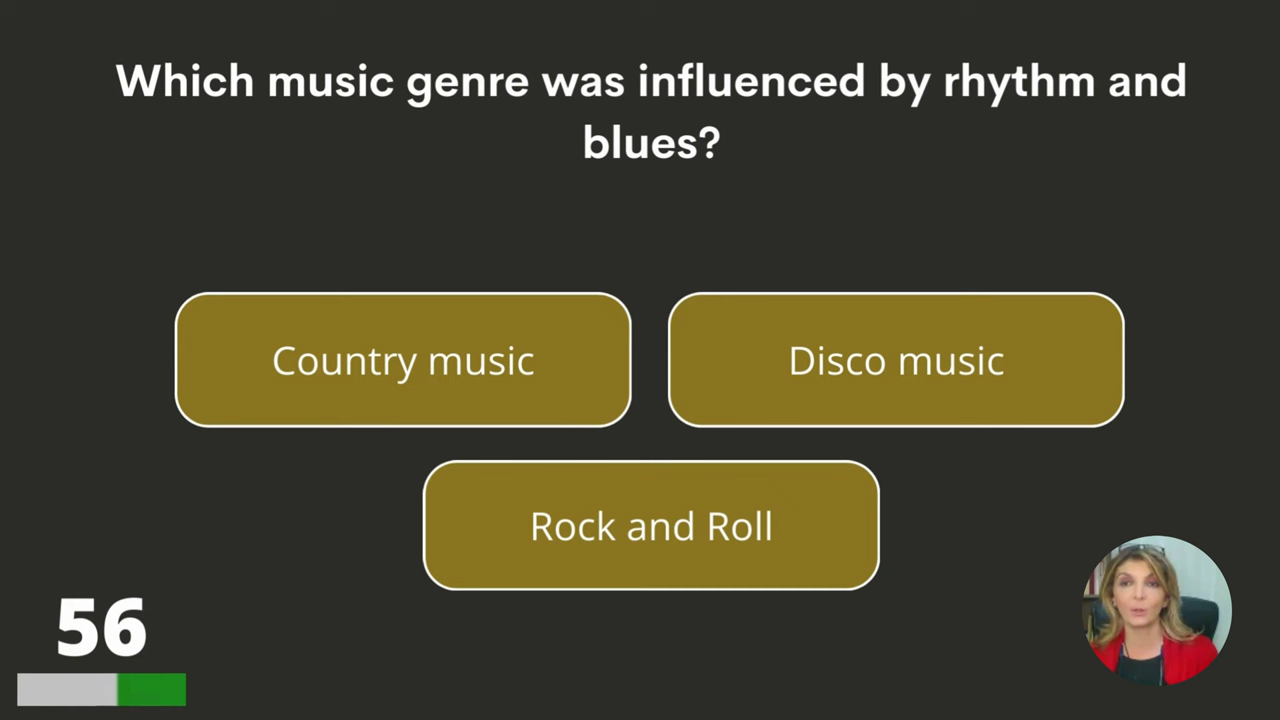 Which music genre was influenced by rhythm and
blues?
Country music
Disco music
Rock and Roll
56